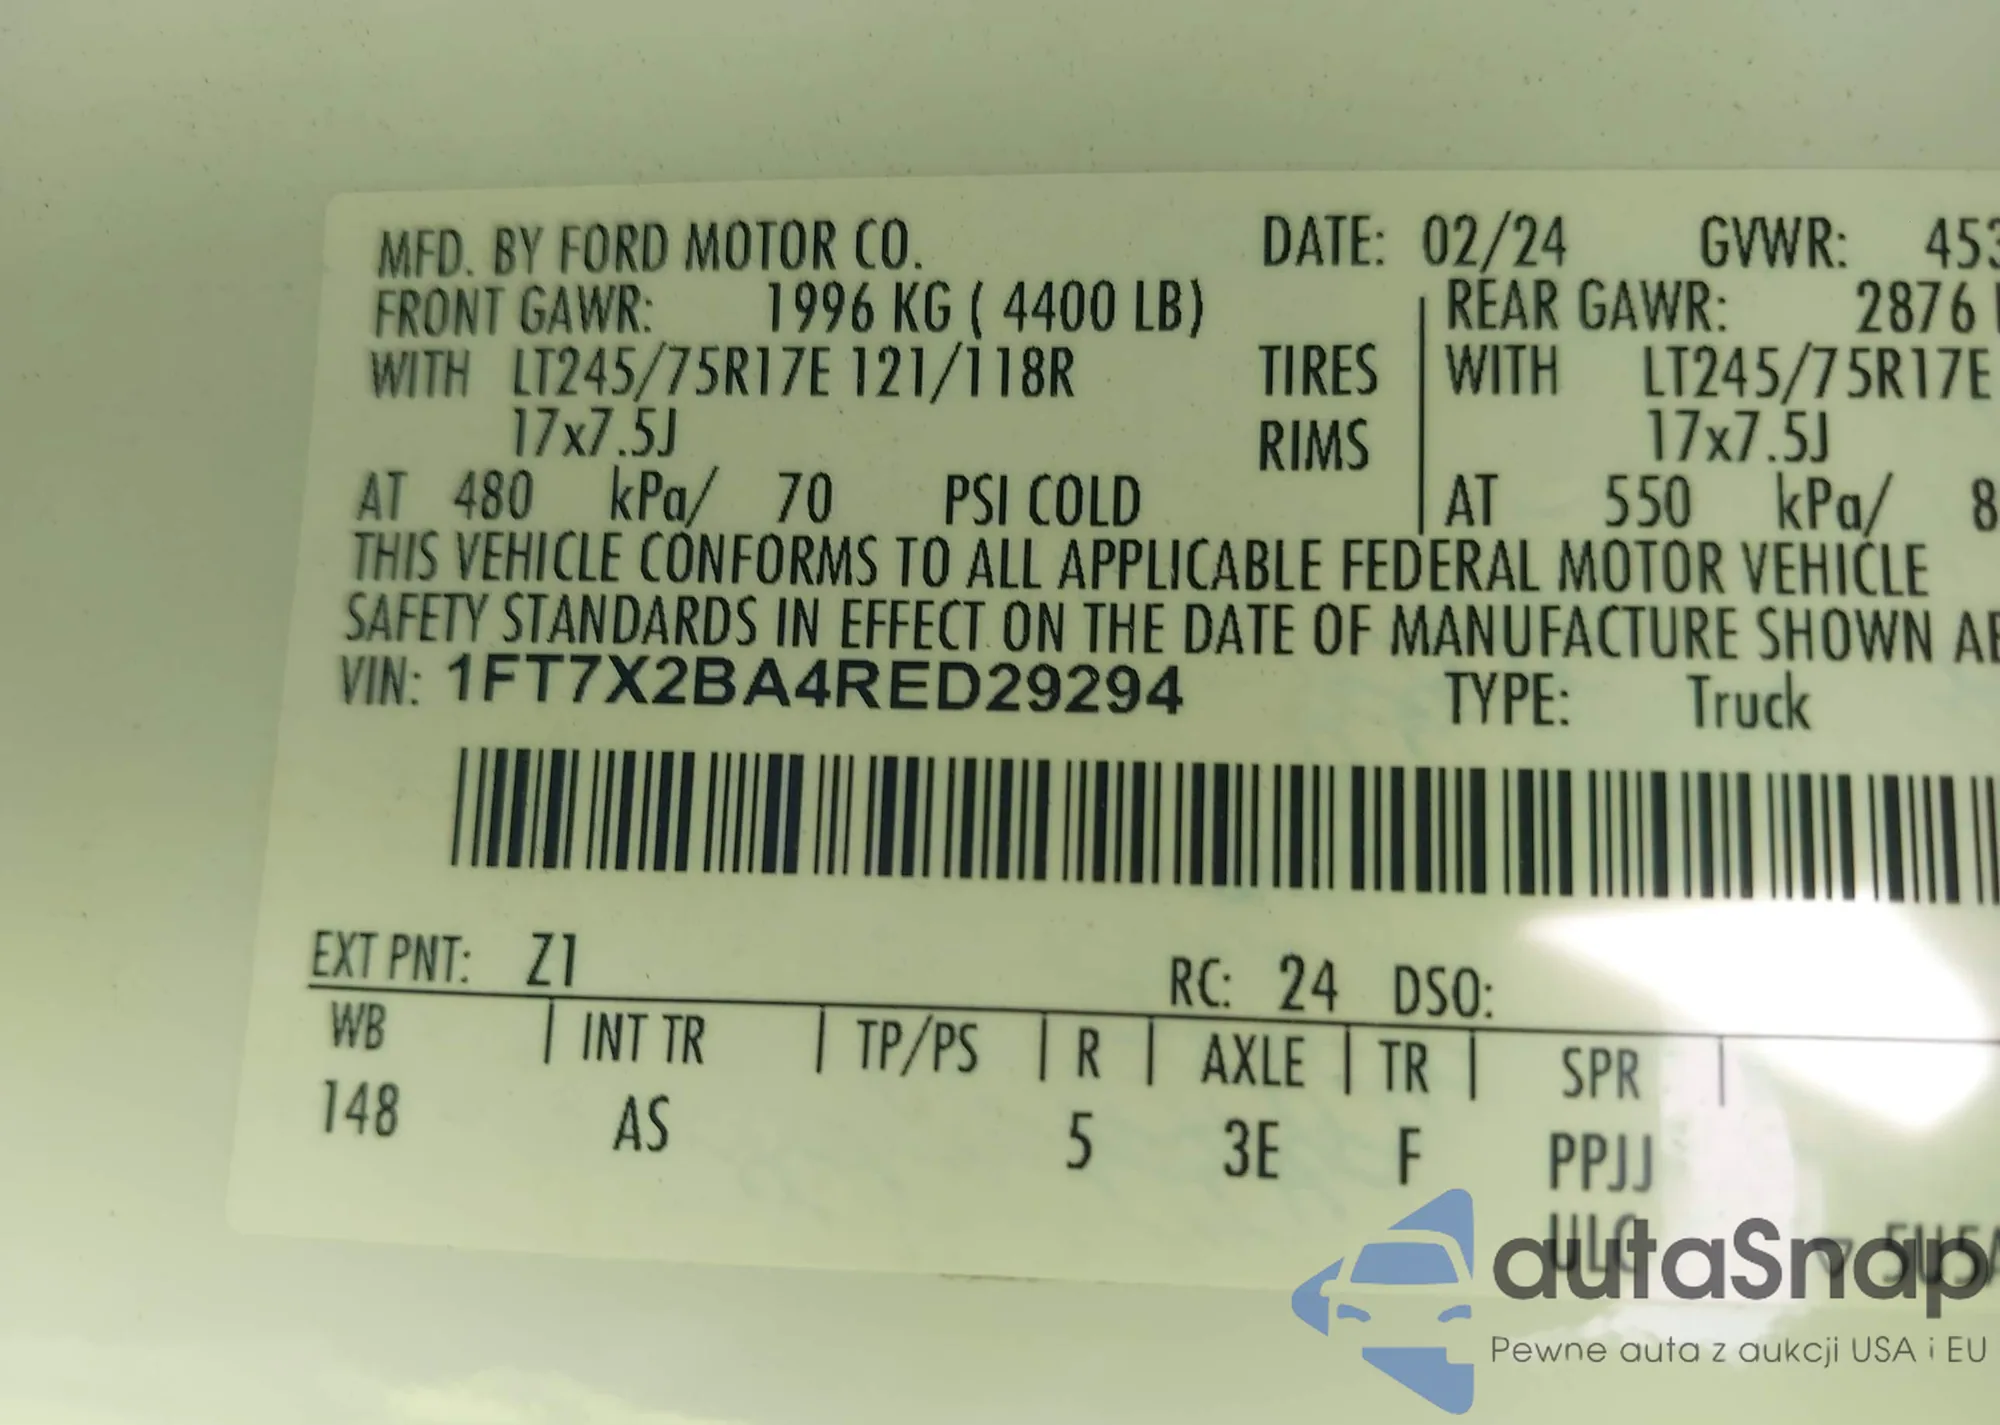 MFD. BY FORD MOTOR CO. DATE: 02/24 GVWR: 453
FRONT GAWR: 1996 KG ( 4400 LB) REAR GAWR: 2876
WITH LT245/75R17E 121/118R TIRES WITH LT245/75R17E
17x7.5J RIMS 17x7.5J
AT 480 kPa/ 70 PSI COLD AT 550 kPa/ 8
THIS VEHICLE CONFORMS TO ALL APPLICABLE FEDERAL MOTOR VEHICLE
SAFETY STANDARDS IN EFFECT ON THE DATE OF MANUFACTURE SHOWN
VIN: 1FT7X2BA4RED29294 TYPE: Truck
EXT PNT: Z1 RC: 24 DSO:
WB | INT TR | TP/PS | R | AXLE | TR | SPR |
148 AS 5 3E F PPJJ
autaSnap
Pewne auta z aukcji USA i EU